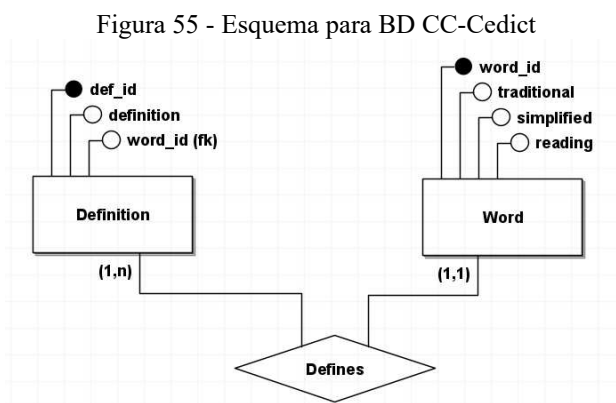 Figura 55 - Esquema para BD CC-Cedict
def_id
definition
word_id (fk)
Definition
(1,n)
word_id
traditional
simplified
reading
Word
(1,1)
Defines